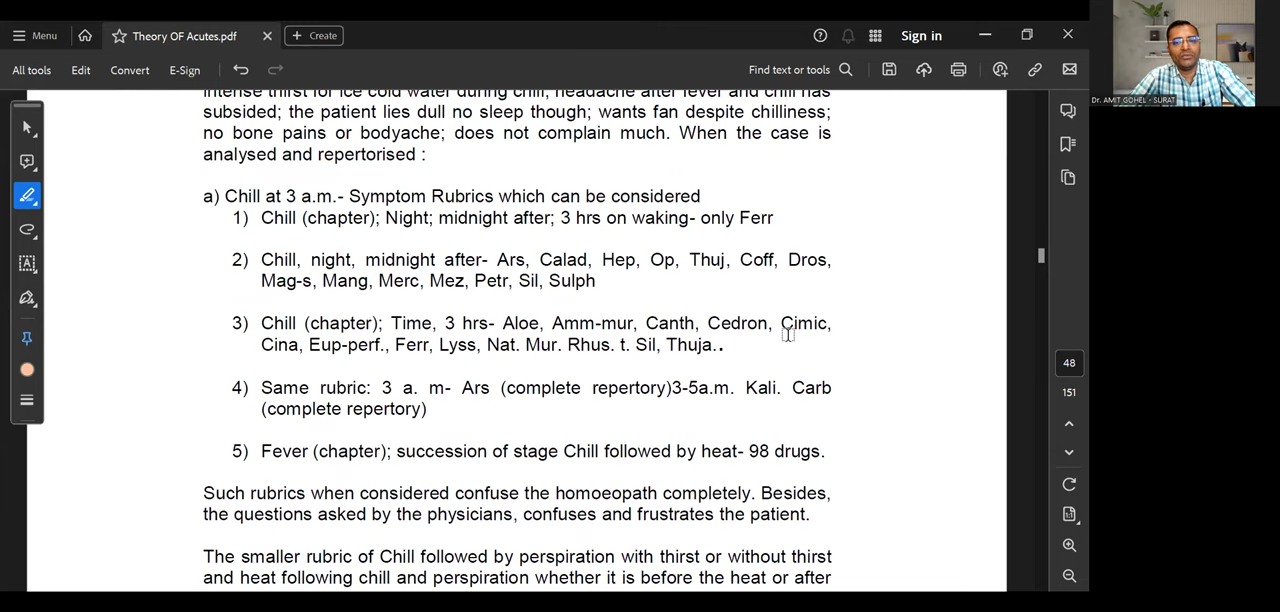 Menu
Theory OF Acutes.pdf
Create
Sign in
All tools
Edit
Convert
E-Sign
Find text or tools
Dr. AMIT GOHEL - SURAT
intense thirst for ice cold water during chill, headache after fever and chill has
subsided; the patient lies dull no sleep though; wants fan despite chilliness;
no bone pains or bodyache; does not complain much. When the case is
analysed and repertorised :
a) Chill at 3 a.m.- Symptom Rubrics which can be considered
1) Chill (chapter); Night; midnight after; 3 hrs on waking- only Ferr
2) Chill, night, midnight after- Ars, Calad, Hep, Op, Thuj, Coff, Dros,
Mag-s, Mang, Merc, Mez, Petr, Sil, Sulph
3) Chill (chapter); Time, 3 hrs- Aloe, Amm-mur, Canth, Cedron, Cimic,
Cina, Eup-perf., Ferr, Lyss, Nat. Mur. Rhus. t. Sil, Thuja..
4) Same rubric: 3 a. m- Ars (complete repertory)3-5a.m. Kali. Carb
(complete repertory)
5) Fever (chapter); succession of stage Chill followed by heat- 98 drugs.
Such rubrics when considered confuse the homoeopath completely. Besides,
the questions asked by the physicians, confuses and frustrates the patient.
The smaller rubric of Chill followed by perspiration with thirst or without thirst
and heat following chill and perspiration whether it is before the heat or after
48
151